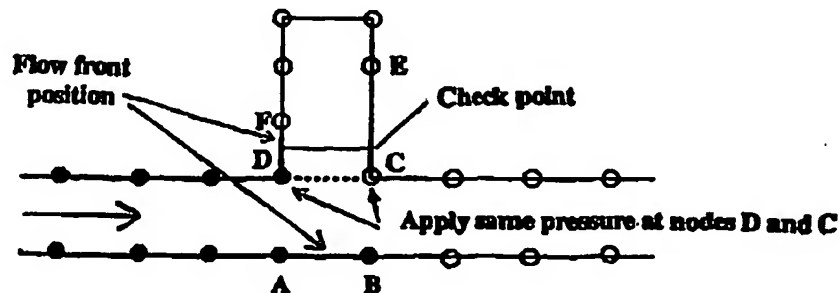 Flow front
position
E
Check point
F
D
C
Apply same pressure at nodes D and C
A
B